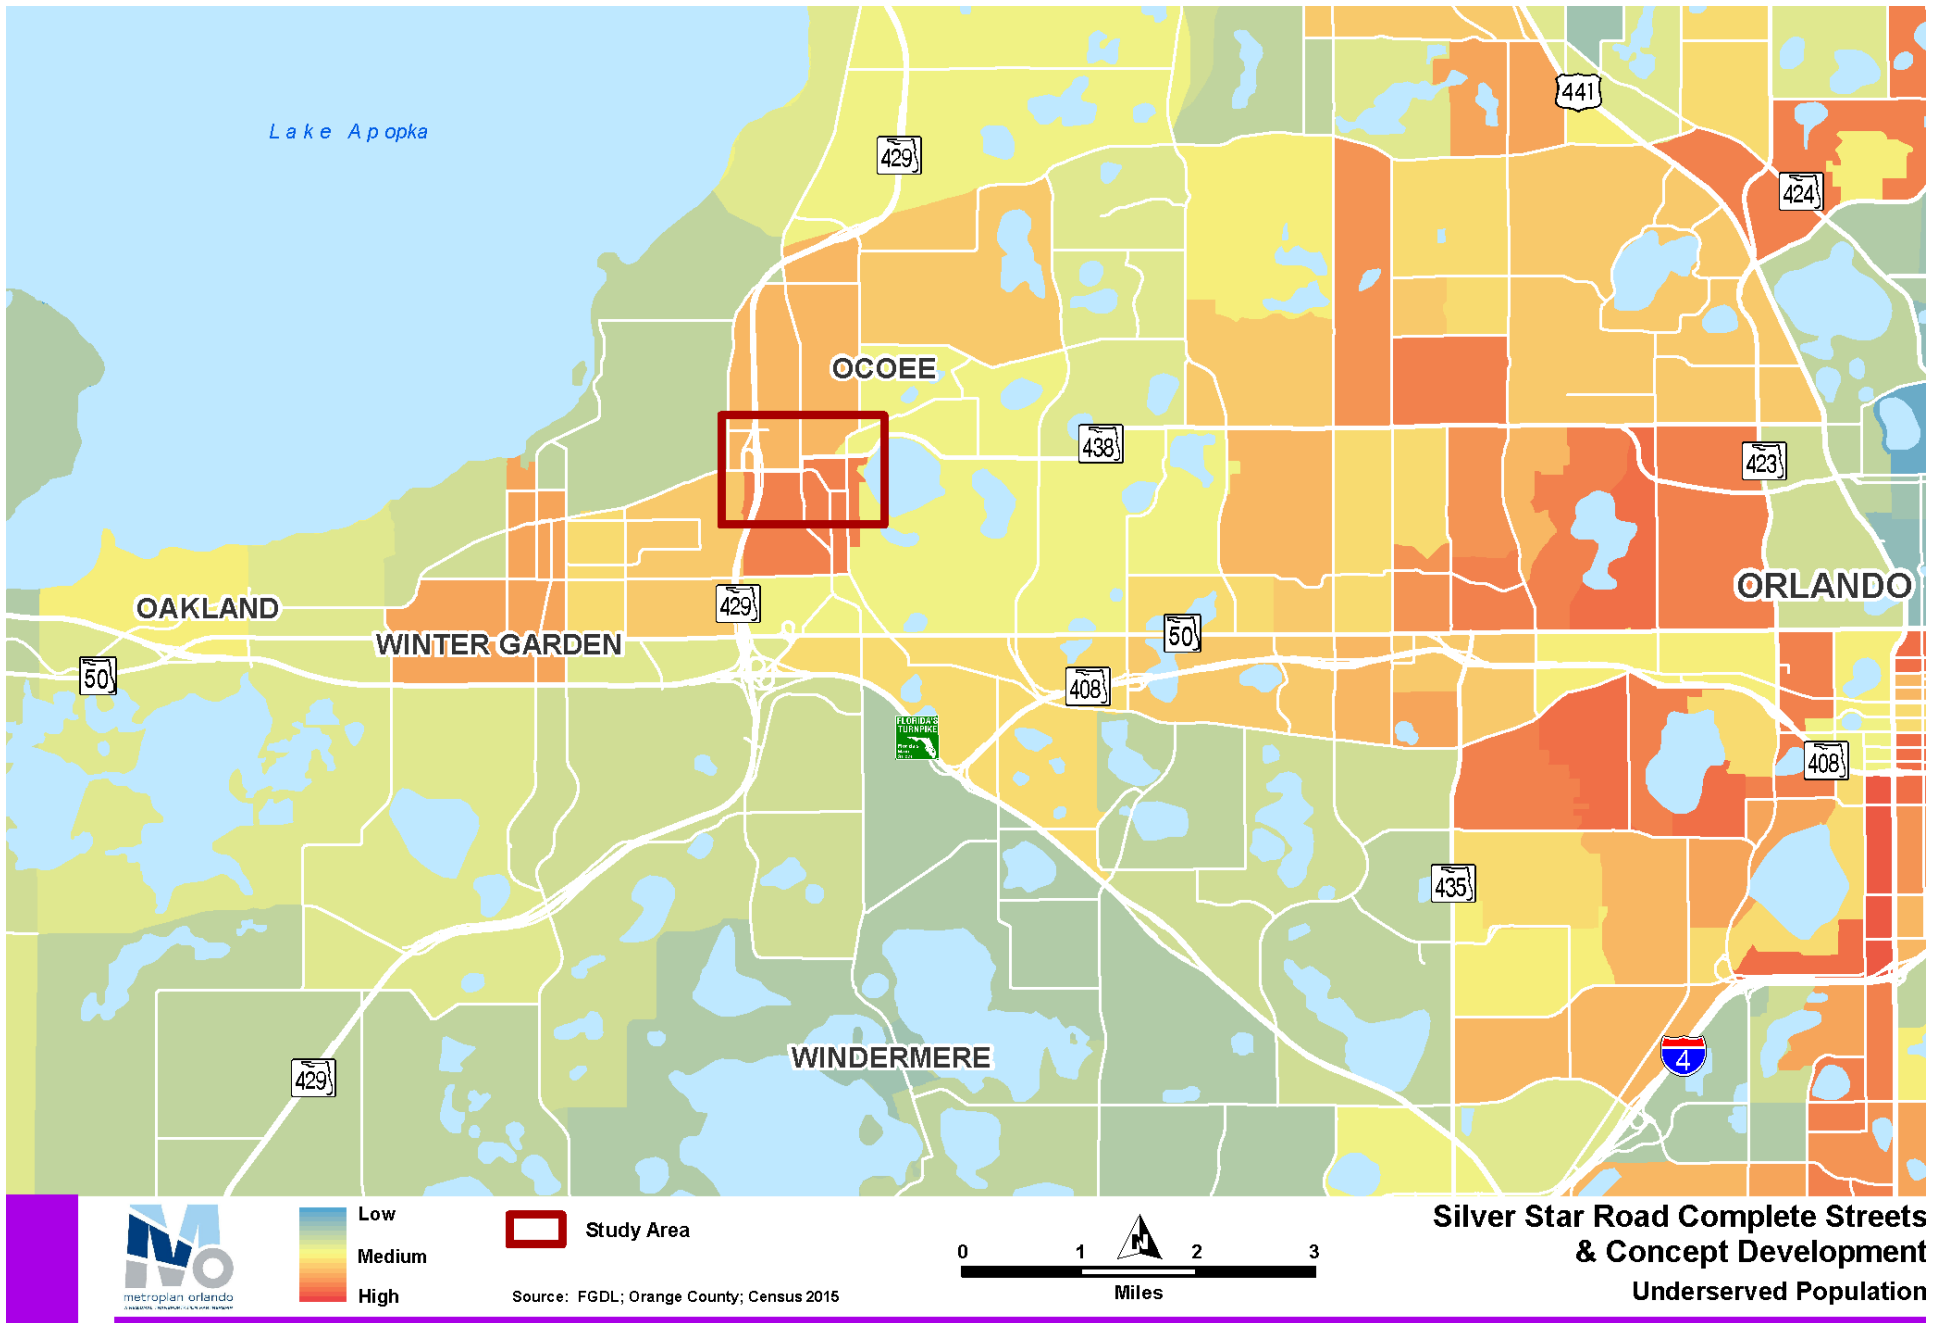 Lake Apopka
441
429
424
OCOEE
438
423
OAKLAND
ORLANDO
429
WINTER GARDEN
50
50
408
FLORIDA'S
TURNPIKE
408
435
WINDERMERE
4
429
Low
Medium
High
Study Area
Source: FGDL; Orange County; Census 2015
0 1 2 3
N
Miles
Silver Star Road Complete Streets
& Concept Development
Underserved Population
metroplan orlando